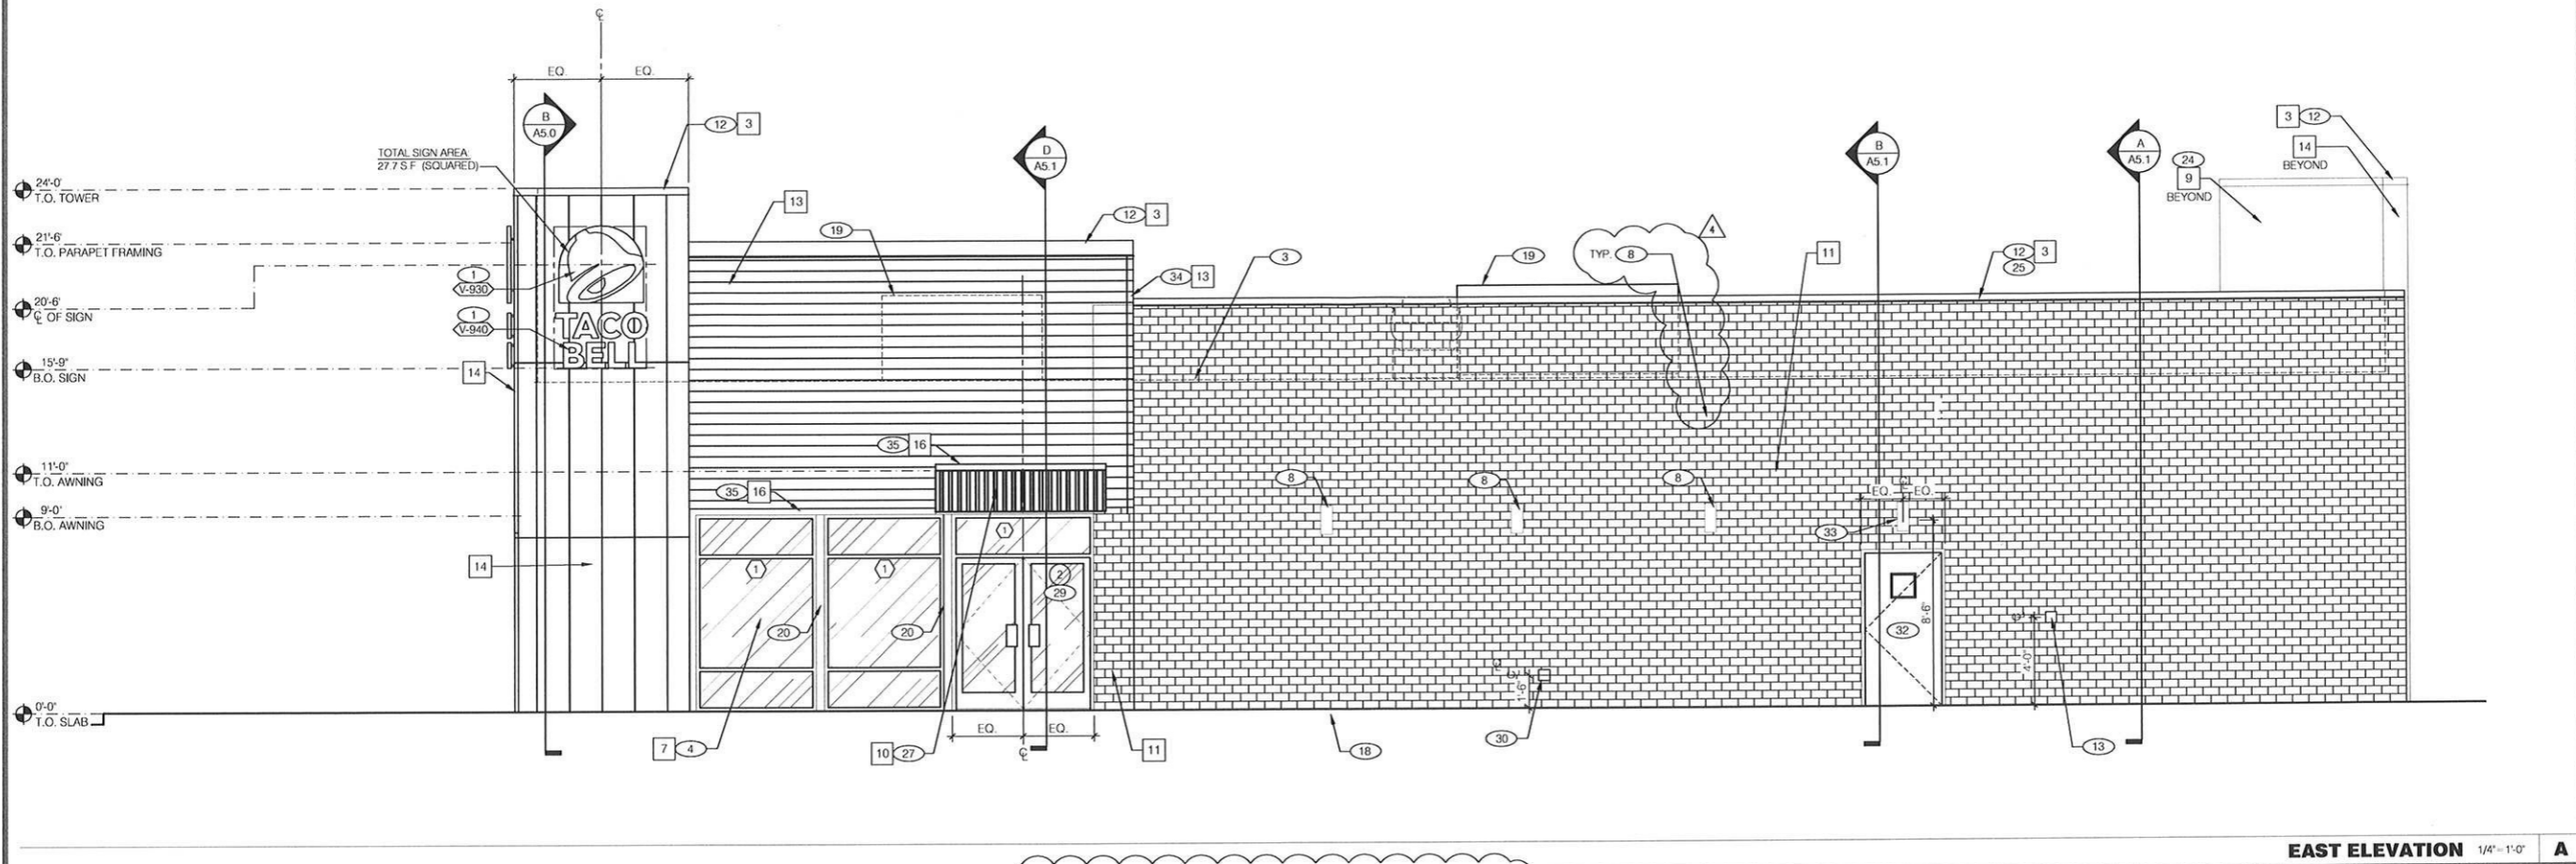 ℄
EQ.
EQ.
B
A5.0
12
3
TOTAL SIGN AREA
27.7 S F (SQUARED)
D
A5.1
B
A5.1
A
A5.1
3
12
14
BEYOND
24
9
BEYOND
24'-0"
T.O. TOWER
21'-6"
T.O. PARAPET FRAMING
20'-6"
℄ OF SIGN
15'-9"
B.O. SIGN
11'-0"
T.O. AWNING
9'-0"
B.O. AWNING
0'-0"
T.O. SLAB
1
V-930
1
V-940
TACO
BELL
14
14
13
19
12
3
34
13
3
19
TYP.
8
4
11
12
3
25
35
16
35
16
8
8
8
EQ.
℄
EQ.
33
1
1
1
2
29
20
20
32
8'-6"
4'-0"
1'-6"
EQ.
EQ.
℄
7
4
10
27
11
18
30
13
EAST ELEVATION
1/4" = 1'-0"
A